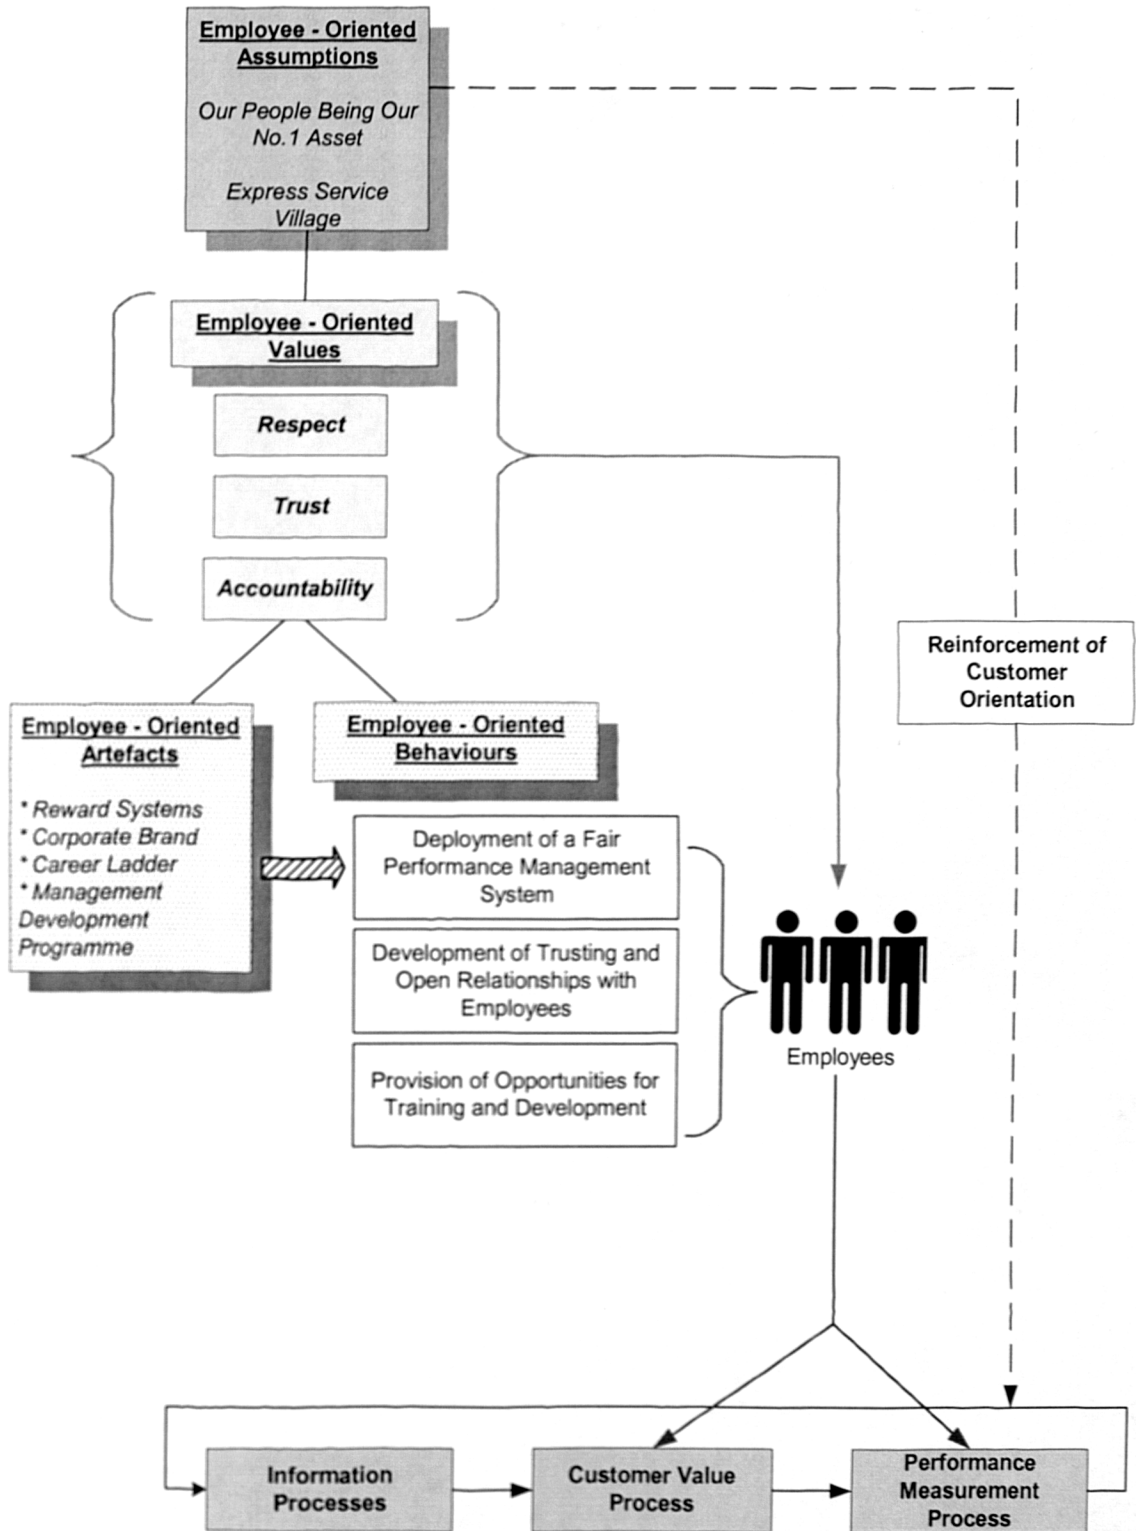 Employee - Oriented
Assumptions
Our People Being Our
No.1 Asset
Express Service
Village
Employee - Oriented
Values
Respect
Trust
Accountability
Reinforcement of
Customer
Orientation
Employee - Oriented
Artefacts
* Reward Systems
* Corporate Brand
* Career Ladder
* Management
Development
Programme
Employee - Oriented
Behaviours
Deployment of a Fair
Performance Management
System
Development of Trusting and
Open Relationships with
Employees
Provision of Opportunities for
Training and Development
Employees
Information
Processes
Customer Value
Process
Performance
Measurement
Process